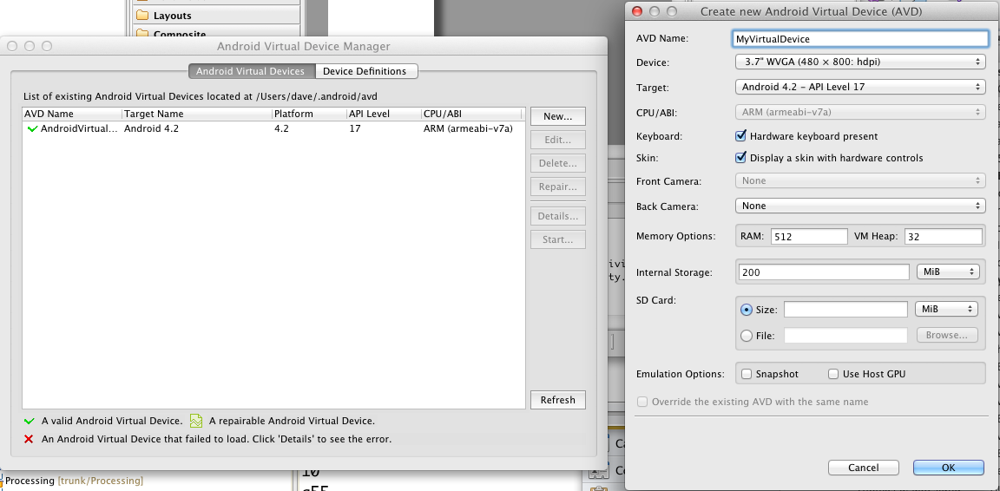 Layouts
Composite
Android Virtual Device Manager
Android Virtual Devices
Device Definitions
List of existing Android Virtual Devices located at /Users/dave/.android/avd
AVD Name Target Name Platform API Level CPU/ABI
AndroidVirtual... Android 4.2 4.2 17 ARM (armeabi-v7a)
New...
Edit...
Delete...
Repair...
Details...
Start...
Refresh
A valid Android Virtual Device. A repairable Android Virtual Device.
An Android Virtual Device that failed to load. Click 'Details' to see the error.
Processing [trunk/Processing]
Create new Android Virtual Device (AVD)
AVD Name: MyVirtualDevice
Device: 3.7" WVGA (480 × 800: hdpi)
Target: Android 4.2 – API Level 17
CPU/ABI: ARM (armeabi-v7a)
Keyboard: Hardware keyboard present
Skin: Display a skin with hardware controls
Front Camera: None
Back Camera: None
Memory Options: RAM: 512 VM Heap: 32
Internal Storage: 200 MiB
SD Card:
Size: MiB
File: Browse...
Emulation Options: Snapshot Use Host GPU
Override the existing AVD with the same name
Cancel OK